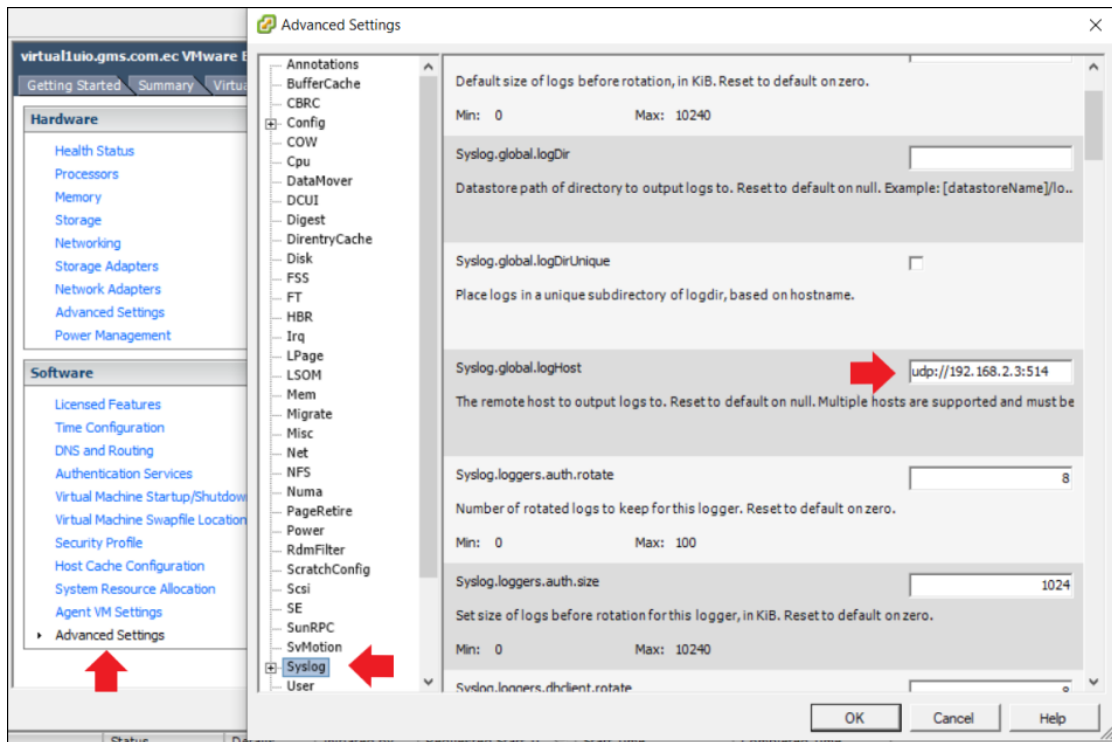 Advanced Settings
virtual1uio.gms.com.ec VMware E
Getting Started Summary Virtua
Hardware
Health Status
Processors
Memory
Storage
Networking
Storage Adapters
Network Adapters
Advanced Settings
Power Management
Software
Licensed Features
Time Configuration
DNS and Routing
Authentication Services
Virtual Machine Startup/Shutdow
Virtual Machine Swapfile Location
Security Profile
Host Cache Configuration
System Resource Allocation
Agent VM Settings
Advanced Settings
Annotations
BufferCache
CBRC
Config
COW
Cpu
DataMover
DCUI
Digest
DirentryCache
Disk
FSS
FT
HBR
Irq
LPage
LSOM
Mem
Migrate
Misc
Net
NFS
Numa
PageRetire
Power
RdmFilter
ScratchConfig
Scsi
SE
SunRPC
SvMotion
Syslog
User
Default size of logs before rotation, in KiB. Reset to default on zero.
Min: 0 Max: 10240
Syslog.global.logDir
Datastore path of directory to output logs to. Reset to default on null. Example: [datastoreName]/lo..
Syslog.global.logDirUnique
Place logs in a unique subdirectory of logdir, based on hostname.
Syslog.global.logHost udp://192.168.2.3:514
The remote host to output logs to. Reset to default on null. Multiple hosts are supported and must be
Syslog.loggers.auth.rotate 8
Number of rotated logs to keep for this logger. Reset to default on zero.
Min: 0 Max: 100
Syslog.loggers.auth.size 1024
Set size of logs before rotation for this logger, in KiB. Reset to default on zero.
Min: 0 Max: 10240
Syslog.loggers.dhclient.rotate
OK Cancel Help
Status